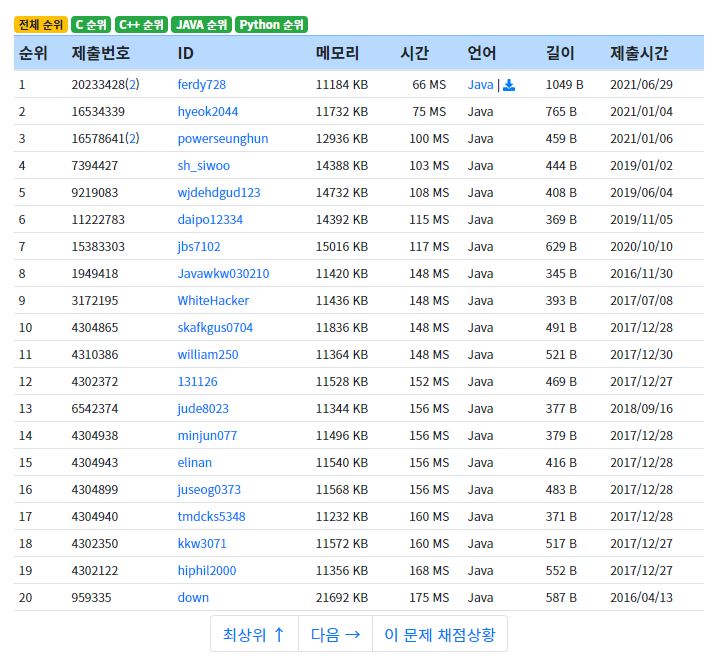 전체 순위 C 순위 C++ 순위 JAVA 순위 Python 순위
순위 제출번호 ID 메모리 시간 언어 길이 제출시간
1 20233428(2) ferdy728 11184 KB 66 MS Java | 1049 B 2021/06/29
2 16534339 hyeok2044 11732 KB 75 MS Java 765 B 2021/01/04
3 16578641(2) powerseunghun 12936 KB 100 MS Java 459 B 2021/01/06
4 7394427 sh_siwoo 14388 KB 103 MS Java 444 B 2019/01/02
5 9219083 wjdehdgud123 14732 KB 108 MS Java 408 B 2019/06/04
6 11222783 daipo12334 14392 KB 115 MS Java 369 B 2019/11/05
7 15383303 jbs7102 15016 KB 117 MS Java 629 B 2020/10/10
8 1949418 Javawkw030210 11420 KB 148 MS Java 345 B 2016/11/30
9 3172195 WhiteHacker 11436 KB 148 MS Java 393 B 2017/07/08
10 4304865 skafkgus0704 11836 KB 148 MS Java 491 B 2017/12/28
11 4310386 william250 11364 KB 148 MS Java 521 B 2017/12/30
12 4302372 131126 11528 KB 152 MS Java 469 B 2017/12/27
13 6542374 jude8023 11344 KB 156 MS Java 377 B 2018/09/16
14 4304938 minjun077 11496 KB 156 MS Java 379 B 2017/12/28
15 4304943 elinan 11540 KB 156 MS Java 416 B 2017/12/28
16 4304899 juseog0373 11568 KB 156 MS Java 483 B 2017/12/28
17 4304940 tmdcks5348 11232 KB 160 MS Java 371 B 2017/12/28
18 4302350 kkw3071 11572 KB 160 MS Java 517 B 2017/12/27
19 4302122 hiphil2000 11356 KB 168 MS Java 552 B 2017/12/27
20 959335 down 21692 KB 175 MS Java 587 B 2016/04/13
최상위 ↑ 다음 → 이 문제 채점상황